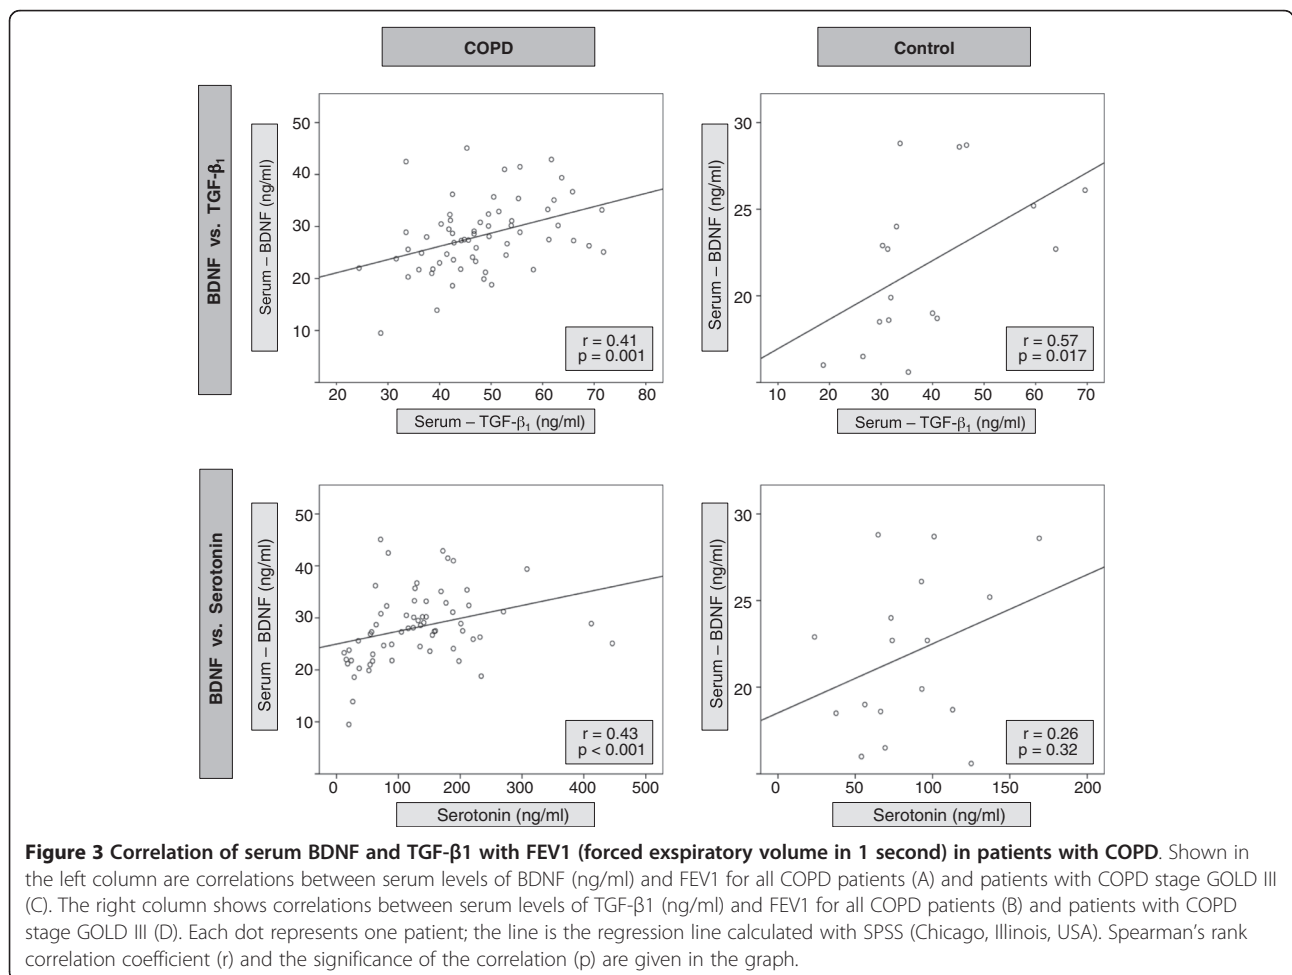 COPD
Control
BDNF vs. TGF-β₁
Serum – BDNF (ng/ml)
50
40
30
20
10
r = 0.41
p = 0.001
20 30 40 50 60 70 80
Serum – TGF-β₁ (ng/ml)
Serum – BDNF (ng/ml)
30
25
20
r = 0.57
p = 0.017
10 20 30 40 50 60 70
Serum – TGF-β₁ (ng/ml)
BDNF vs. Serotonin
Serum – BDNF (ng/ml)
50
40
30
20
10
r = 0.43
p < 0.001
0 100 200 300 400 500
Serotonin (ng/ml)
Serum – BDNF (ng/ml)
30
25
20
r = 0.26
p = 0.32
0 50 100 150 200
Serotonin (ng/ml)
Figure 3 Correlation of serum BDNF and TGF-β1 with FEV1 (forced exspiratory volume in 1 second) in patients with COPD. Shown in
the left column are correlations between serum levels of BDNF (ng/ml) and FEV1 for all COPD patients (A) and patients with COPD stage GOLD III
(C). The right column shows correlations between serum levels of TGF-β1 (ng/ml) and FEV1 for all COPD patients (B) and patients with COPD
stage GOLD III (D). Each dot represents one patient; the line is the regression line calculated with SPSS (Chicago, Illinois, USA). Spearman's rank
correlation coefficient (r) and the significance of the correlation (p) are given in the graph.